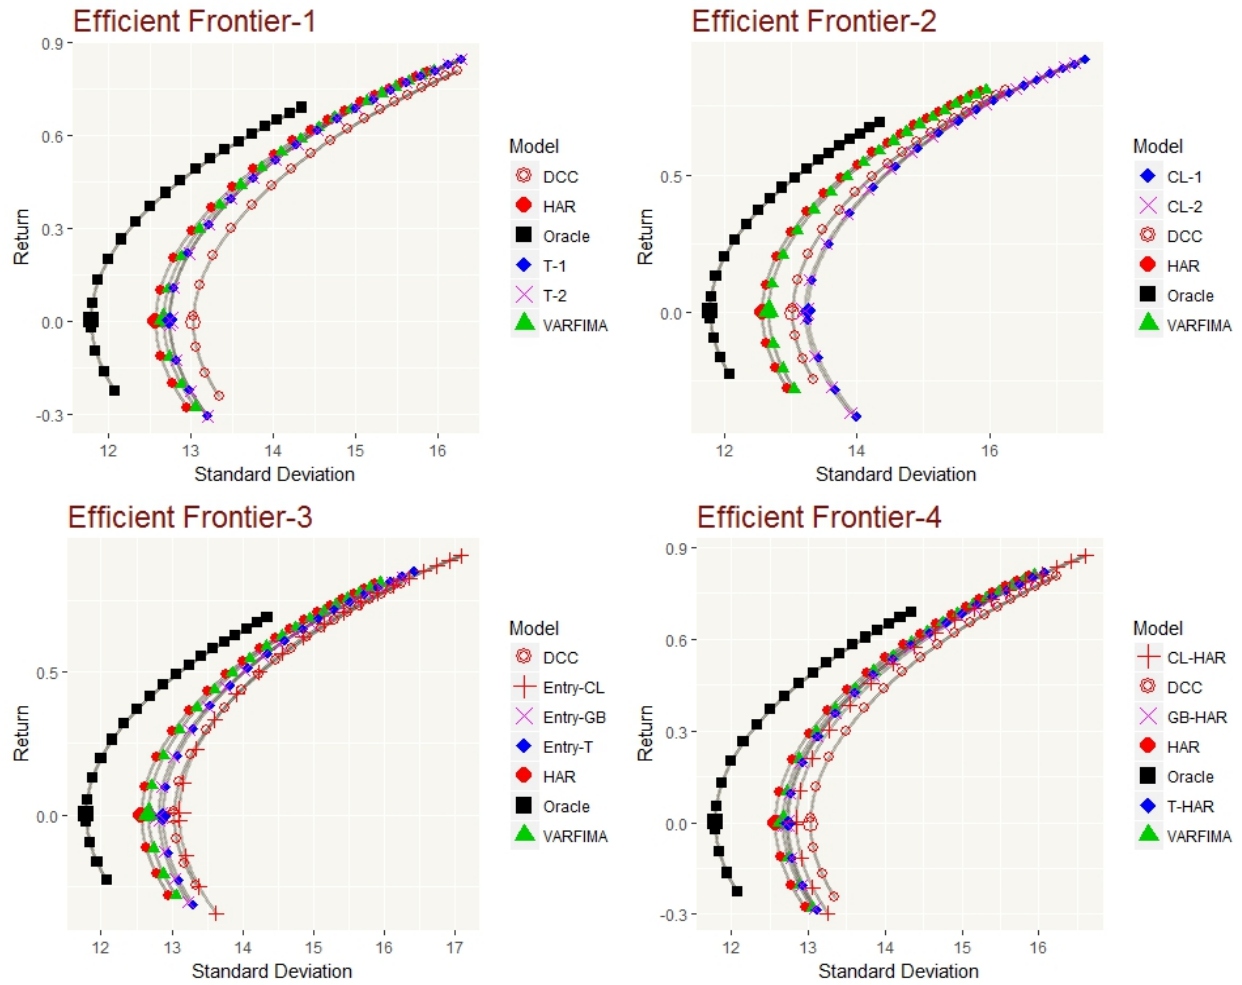 Efficient Frontier-1
0.9
0.6
0.3
0.0
-0.3
Return
12 13 14 15 16
Standard Deviation
Model
DCC
HAR
Oracle
T-1
T-2
VARFIMA
Efficient Frontier-2
0.5
0.0
Return
12 14 16
Standard Deviation
Model
CL-1
CL-2
DCC
HAR
Oracle
VARFIMA
Efficient Frontier-3
0.5
0.0
Return
12 13 14 15 16 17
Standard Deviation
Model
DCC
Entry-CL
Entry-GB
Entry-T
HAR
Oracle
VARFIMA
Efficient Frontier-4
0.9
0.6
0.3
0.0
-0.3
Return
12 13 14 15 16
Standard Deviation
Model
CL-HAR
DCC
GB-HAR
HAR
Oracle
T-HAR
VARFIMA